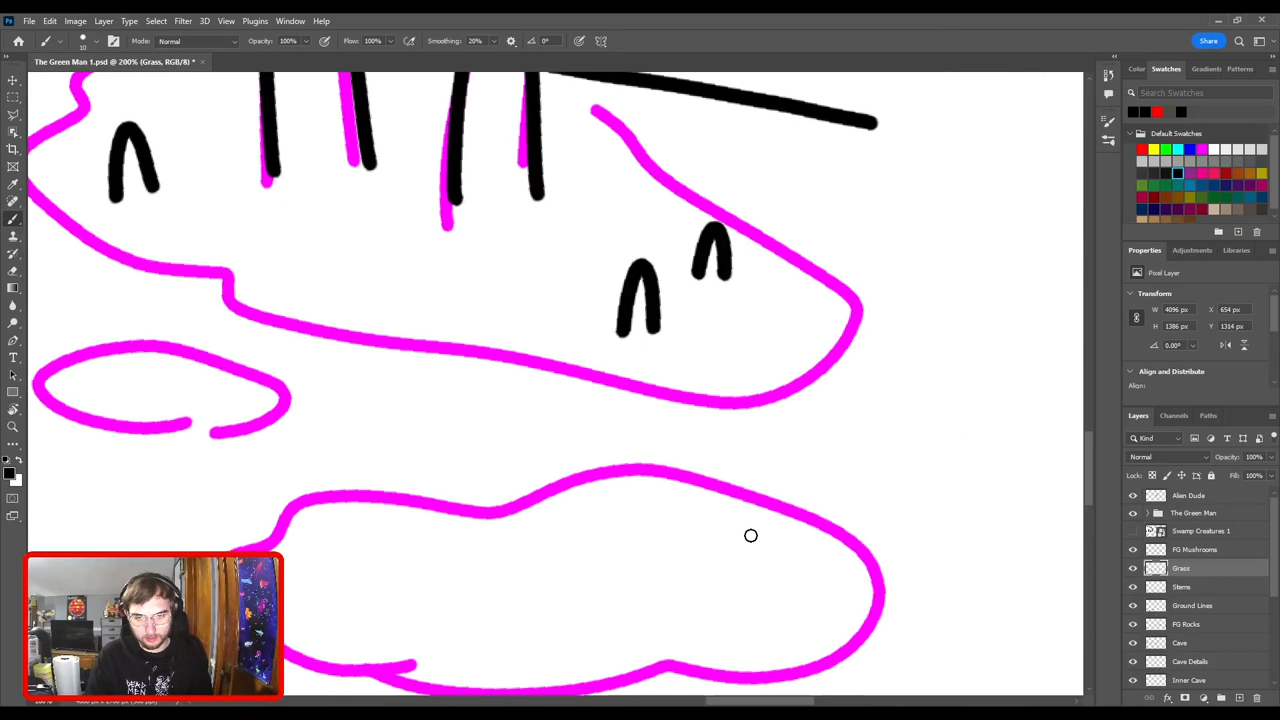 Ps File Edit Image Layer Type Select Filter 3D View Plugins Window Help
10 Mode: Normal Opacity: 100% Flow: 100% Smoothing: 20% 0° Share
The Green Man 1.psd @ 200% (Grass, RGB/8) *
Color Swatches Gradients Patterns
Search Swatches
Default Swatches
Properties Adjustments Libraries
Pixel Layer
Transform
W 4096 px X 654 px
H 1386 px Y 1314 px
0.00°
Align and Distribute
Align:
Layers Channels Paths
Kind
Normal Opacity: 100%
Lock: Fill: 100%
Alien Dude
The Green Man
Swamp Creatures 1
FG Mushrooms
Grass
Stems
Ground Lines
FG Rocks
Cave
Cave Details
Inner Cave
DEAD
MEN